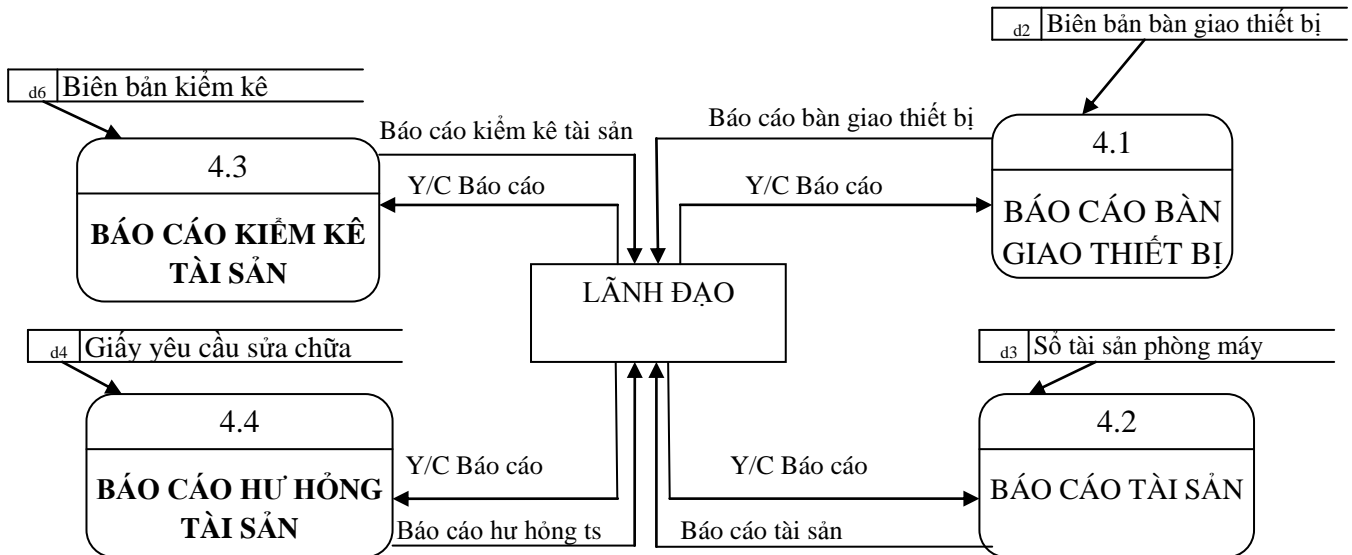 d2 Biên bản bàn giao thiết bị
d6 Biên bản kiểm kê
Báo cáo kiểm kê tài sản
Báo cáo bàn giao thiết bị
4.3
4.1
Y/C Báo cáo
Y/C Báo cáo
BÁO CÁO KIỂM KÊ
TÀI SẢN
BÁO CÁO BÀN
GIAO THIẾT BỊ
LÃNH ĐẠO
d4 Giấy yêu cầu sửa chữa
d3 Sổ tài sản phòng máy
4.4
4.2
Y/C Báo cáo
Y/C Báo cáo
BÁO CÁO HƯ HỎNG
TÀI SẢN
BÁO CÁO TÀI SẢN
Báo cáo hư hỏng ts
Báo cáo tài sản